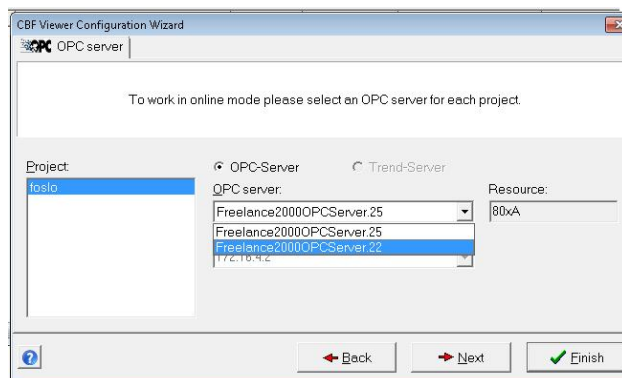 CBF Viewer Configuration Wizard
OPC OPC server
To work in online mode please select an OPC server for each project.
Project:
foslo
OPC-Server
Trend-Server
OPC server:
Resource:
Freelance2000OPCServer.25
80xA
Freelance2000OPCServer.25
Freelance2000OPCServer.22
172.16.4.2
Back
Next
Finish